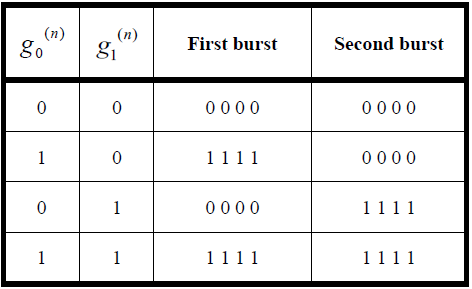 g₀⁽ⁿ⁾ g₁⁽ⁿ⁾ First burst Second burst
0 0 0 0 0 0 0 0 0 0
1 0 1 1 1 1 0 0 0 0
0 1 0 0 0 0 1 1 1 1
1 1 1 1 1 1 1 1 1 1